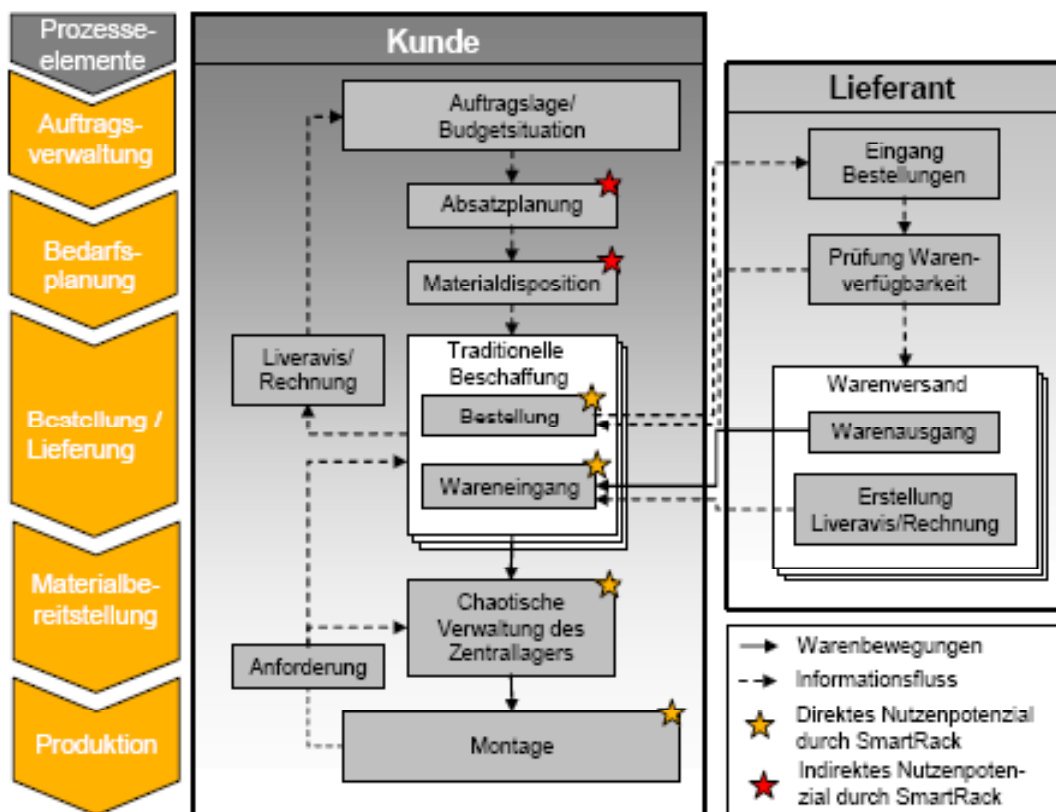 Prozesse-
elemente
Auftrags-
verwaltung
Bedarfs-
planung
Bestellung /
Lieferung
Materialbe-
reitstellung
Produktion
Kunde
Auftragslage/
Budgetsituation
Absatzplanung
Materialdisposition
Liveravis/
Rechnung
Traditionelle
Beschaffung
Bestellung
Wareneingang
Chaotische
Verwaltung des
Zentrallagers
Anforderung
Montage
Lieferant
Eingang
Bestellungen
Prüfung Waren-
verfügbarkeit
Warenversand
Warenausgang
Erstellung
Liveravis/Rechnung
Warenbewegungen
Informationsfluss
Direktes Nutzenpotenzial
durch SmartRack
Indirektes Nutzenpoten-
zial durch SmartRack